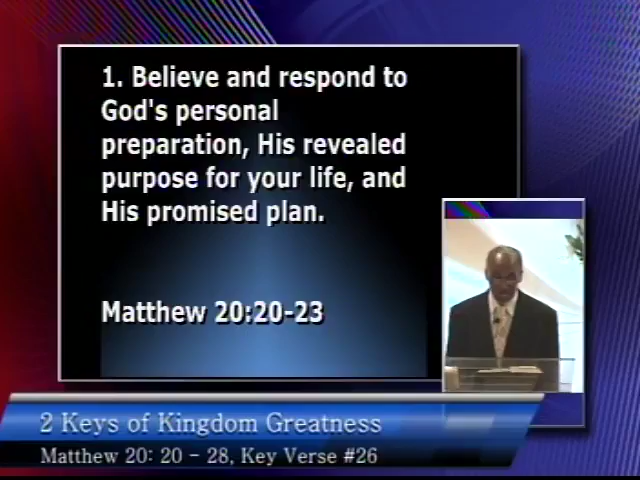 1. Believe and respond to
God's personal
preparation, His revealed
purpose for your life, and
His promised plan.
Matthew 20:20-23
2 Keys of Kingdom Greatness
Matthew 20: 20 - 28, Key Verse #26